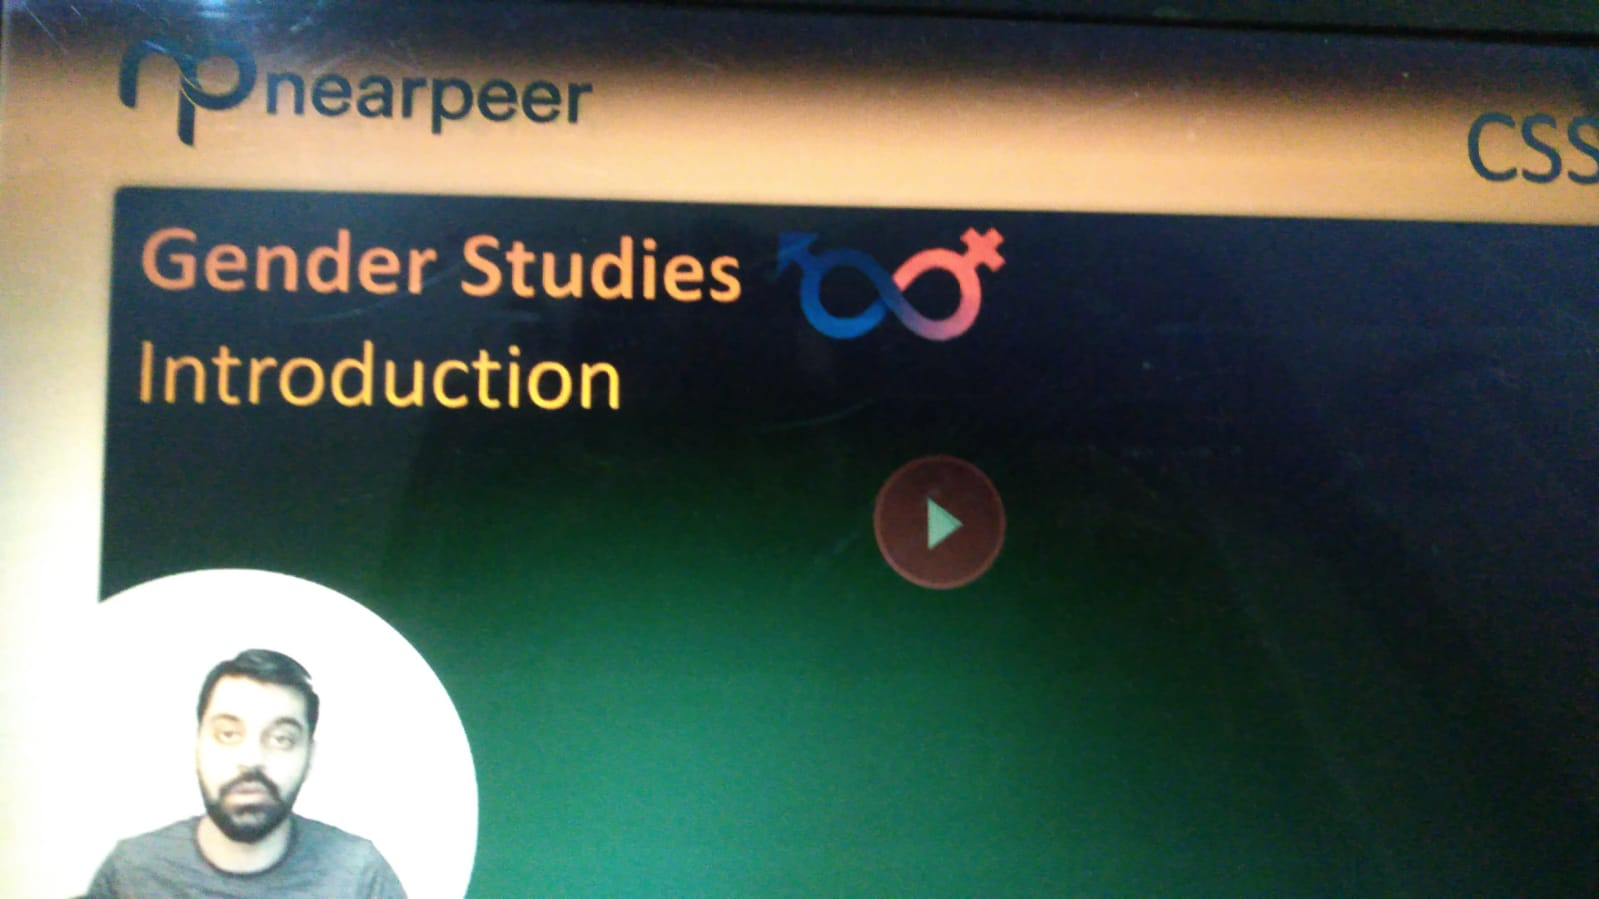 nearpeer
CSS
Gender Studies
Introduction